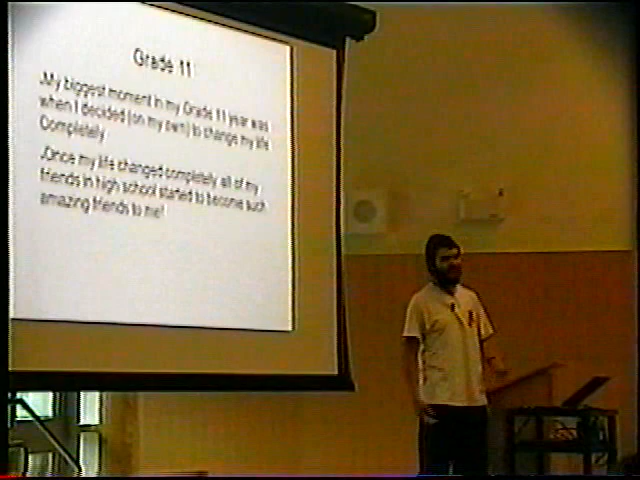 Grade 11
.My biggest moment in my Grade 11 year was
when I decided (on my own) to change my life
Completely
.Once my life changed completely all of my
friends in high school started to become such
amazing friends to me!